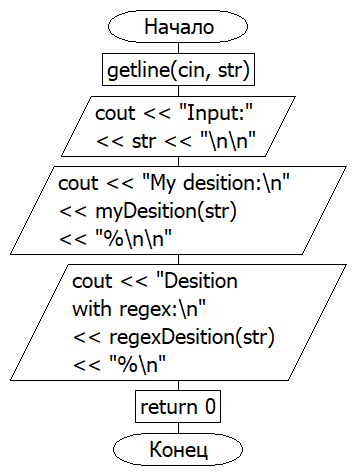 Начало
getline(cin, str)
cout << "Input:"
<< str << "\n\n"
cout << "My desition:\n"
<< myDesition(str)
<< "%\n\n"
cout << "Desition
with regex:\n"
<< regexDesition(str)
<< "%\n"
return 0
Конец